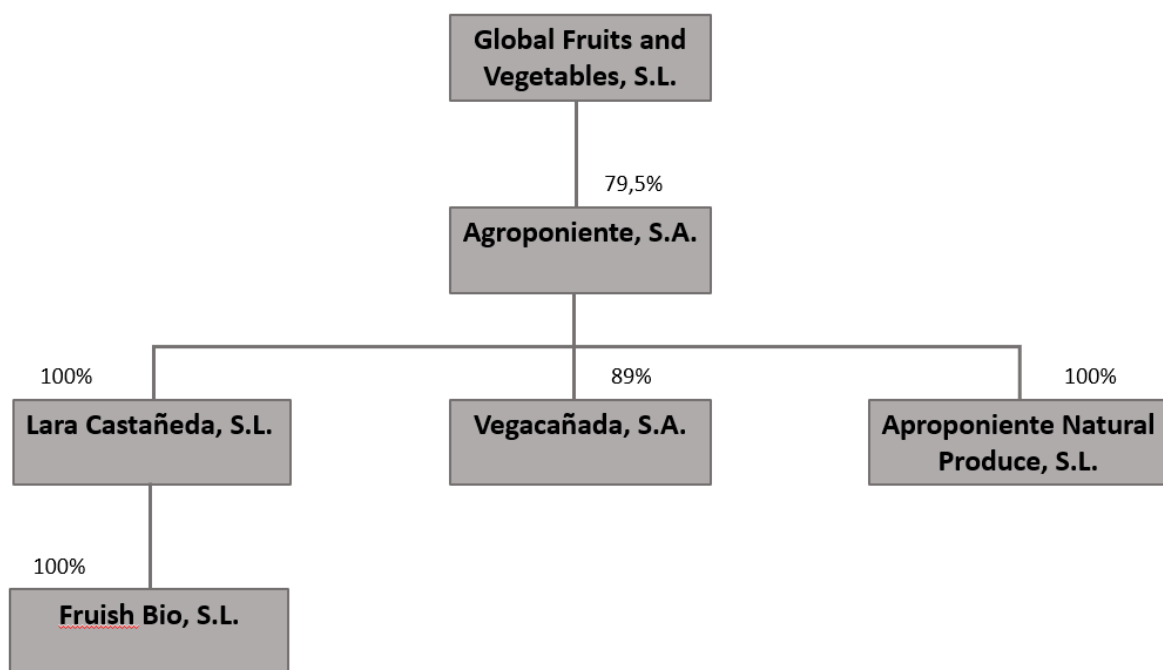 Global Fruits and
Vegetables, S.L.
79,5%
Agroponiente, S.A.
100%
89%
100%
Lara Castañeda, S.L.
Vegacañada, S.A.
Aproponiente Natural
Produce, S.L.
100%
Fruish Bio, S.L.